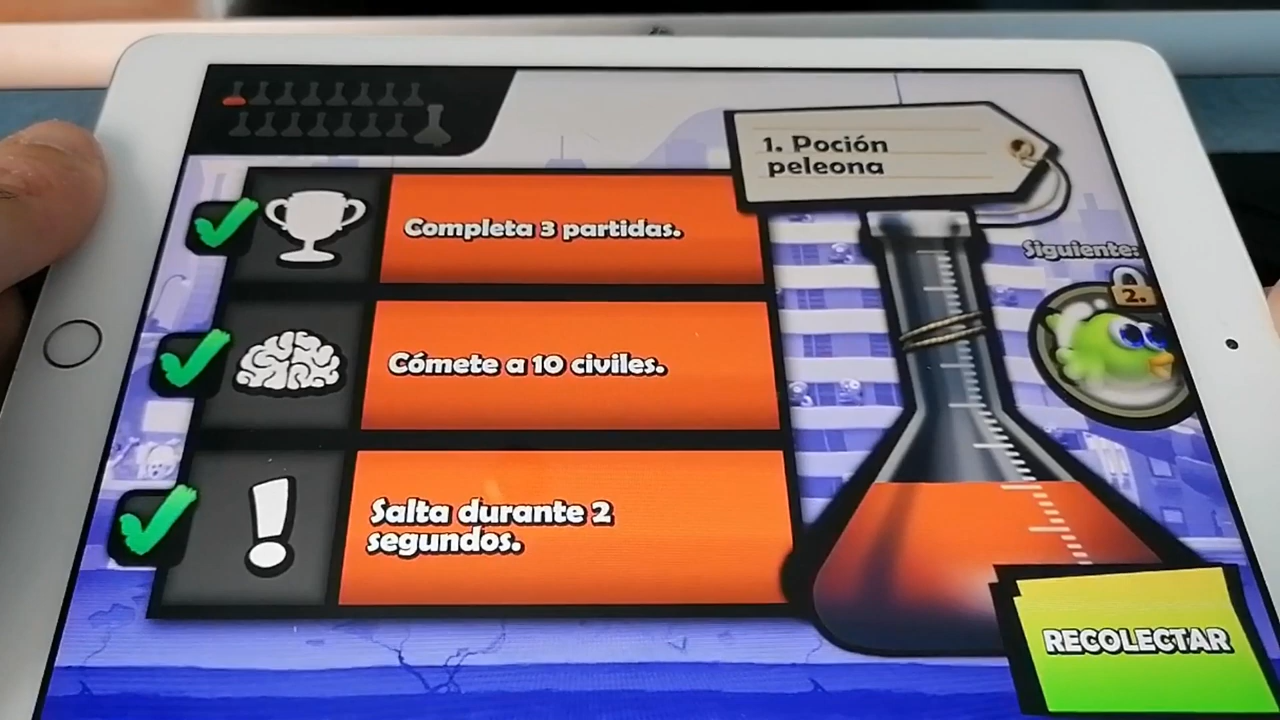 1. Poción
peleona
Completa 3 partidas.
Siguiente:
2.
Cómete a 10 civiles.
Salta durante 2
segundos.
RECOLECTAR